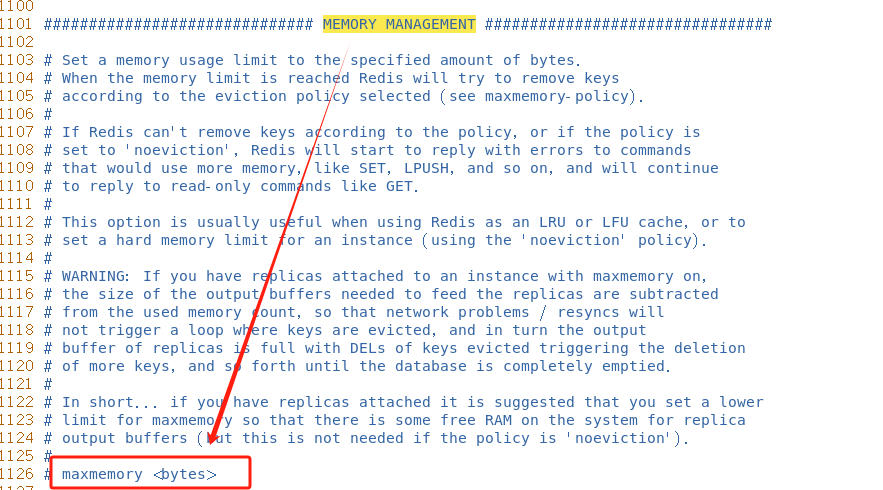 1100
1101 ############################## MEMORY MANAGEMENT ################################
1102
1103 # Set a memory usage limit to the specified amount of bytes.
1104 # When the memory limit is reached Redis will try to remove keys
1105 # according to the eviction policy selected (see maxmemory-policy).
1106 #
1107 # If Redis can't remove keys according to the policy, or if the policy is
1108 # set to 'noeviction', Redis will start to reply with errors to commands
1109 # that would use more memory, like SET, LPUSH, and so on, and will continue
1110 # to reply to read-only commands like GET.
1111 #
1112 # This option is usually useful when using Redis as an LRU or LFU cache, or to
1113 # set a hard memory limit for an instance (using the 'noeviction' policy).
1114 #
1115 # WARNING: If you have replicas attached to an instance with maxmemory on,
1116 # the size of the output buffers needed to feed the replicas are subtracted
1117 # from the used memory count, so that network problems / resyncs will
1118 # not trigger a loop where keys are evicted, and in turn the output
1119 # buffer of replicas is full with DELs of keys evicted triggering the deletion
1120 # of more keys, and so forth until the database is completely emptied.
1121 #
1122 # In short... if you have replicas attached it is suggested that you set a lower
1123 # limit for maxmemory so that there is some free RAM on the system for replica
1124 # output buffers (but this is not needed if the policy is 'noeviction').
1125 #
1126 # maxmemory <bytes>
1127